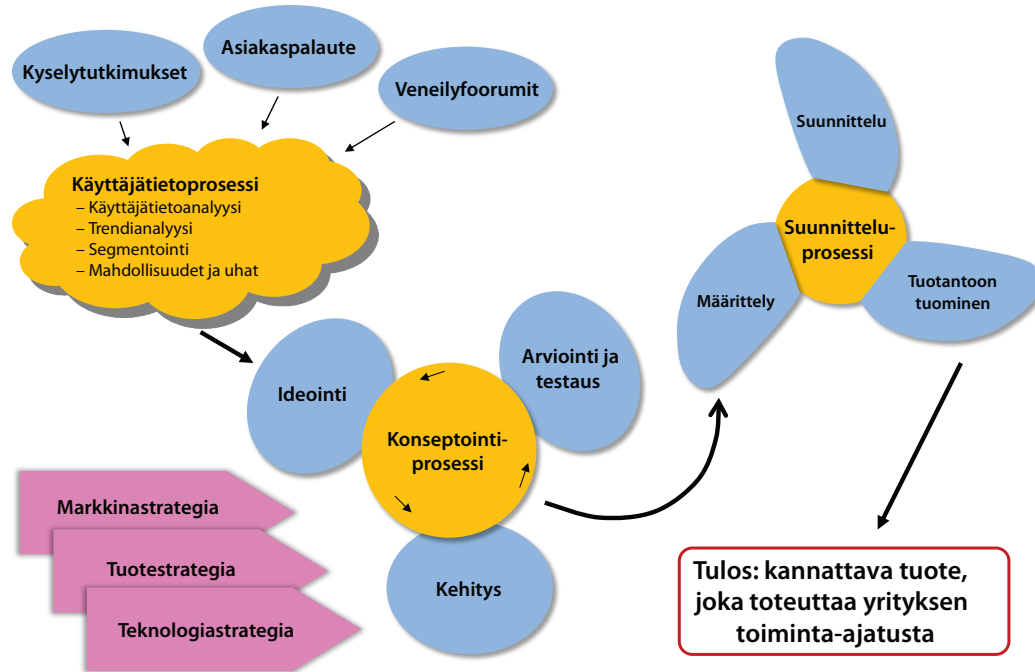 Kyselytutkimukset
Asiakaspalaute
Veneilyfoorumit
Käyttäjätietoprosessi
– Käyttäjätietoanalyysi
– Trendianalyysi
– Segmentointi
– Mahdollisuudet ja uhat
Ideointi
Arviointi ja
testaus
Konseptointi-
prosessi
Kehitys
Markkinastrategia
Tuotestrategia
Teknologiastrategia
Suunnittelu
Suunnittelu-
prosessi
Määrittely
Tuotantoon
tuominen
Tulos: kannattava tuote,
joka toteuttaa yrityksen
toiminta-ajatusta